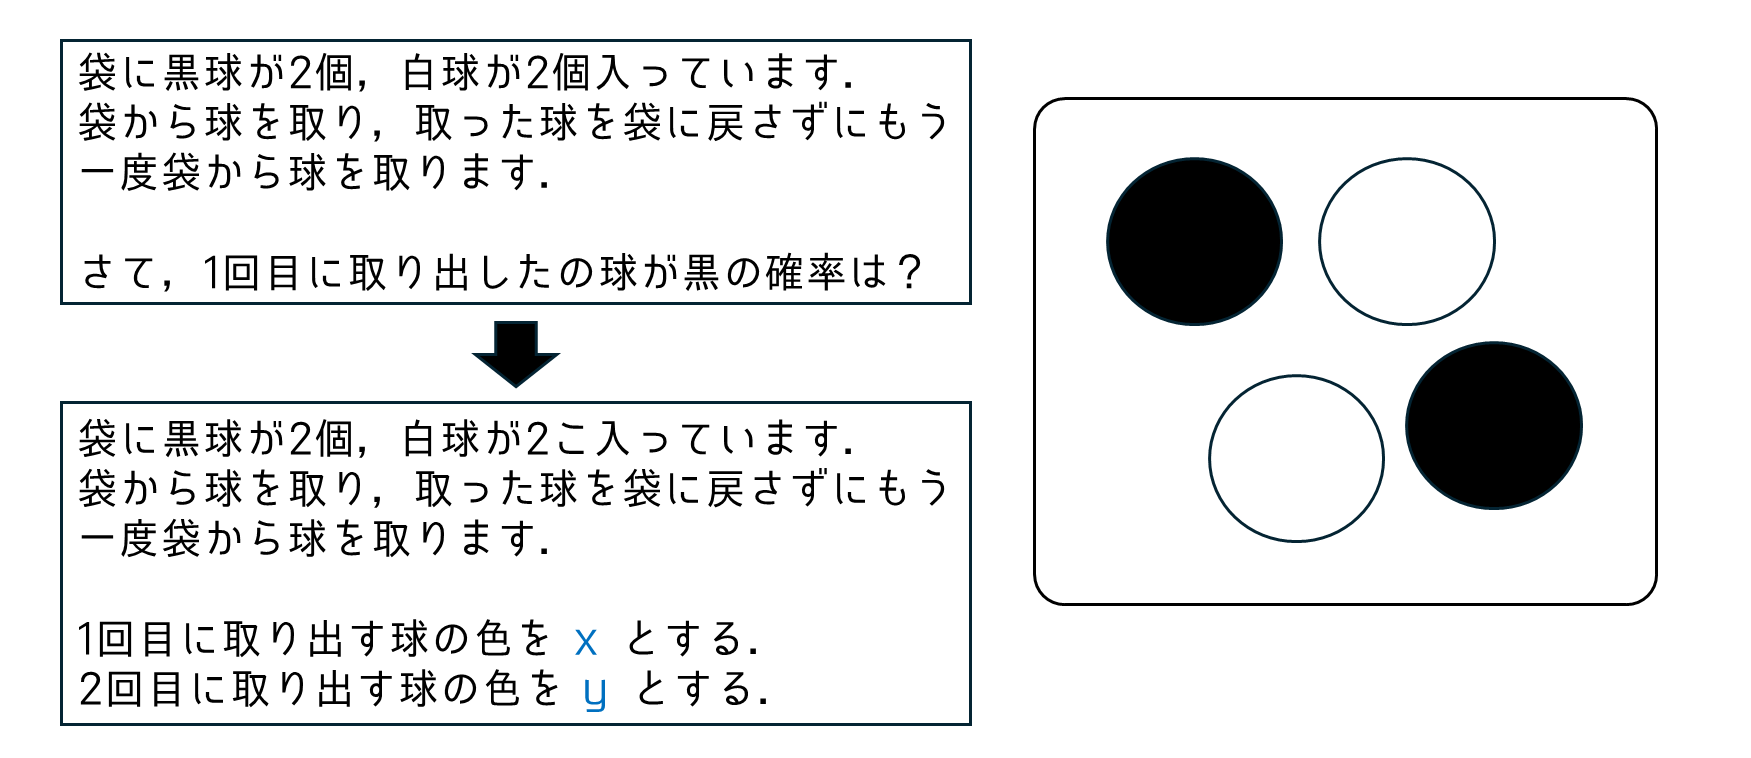 袋に黒球が2個，白球が2個入っています．
袋から球を取り，取った球を袋に戻さずにもう
一度袋から球を取ります．
さて，1回目に取り出したの球が黒の確率は？
袋に黒球が2個，白球が2こ入っています．
袋から球を取り，取った球を袋に戻さずにもう
一度袋から球を取ります．
1回目に取り出す球の色を x とする．
2回目に取り出す球の色を y とする．